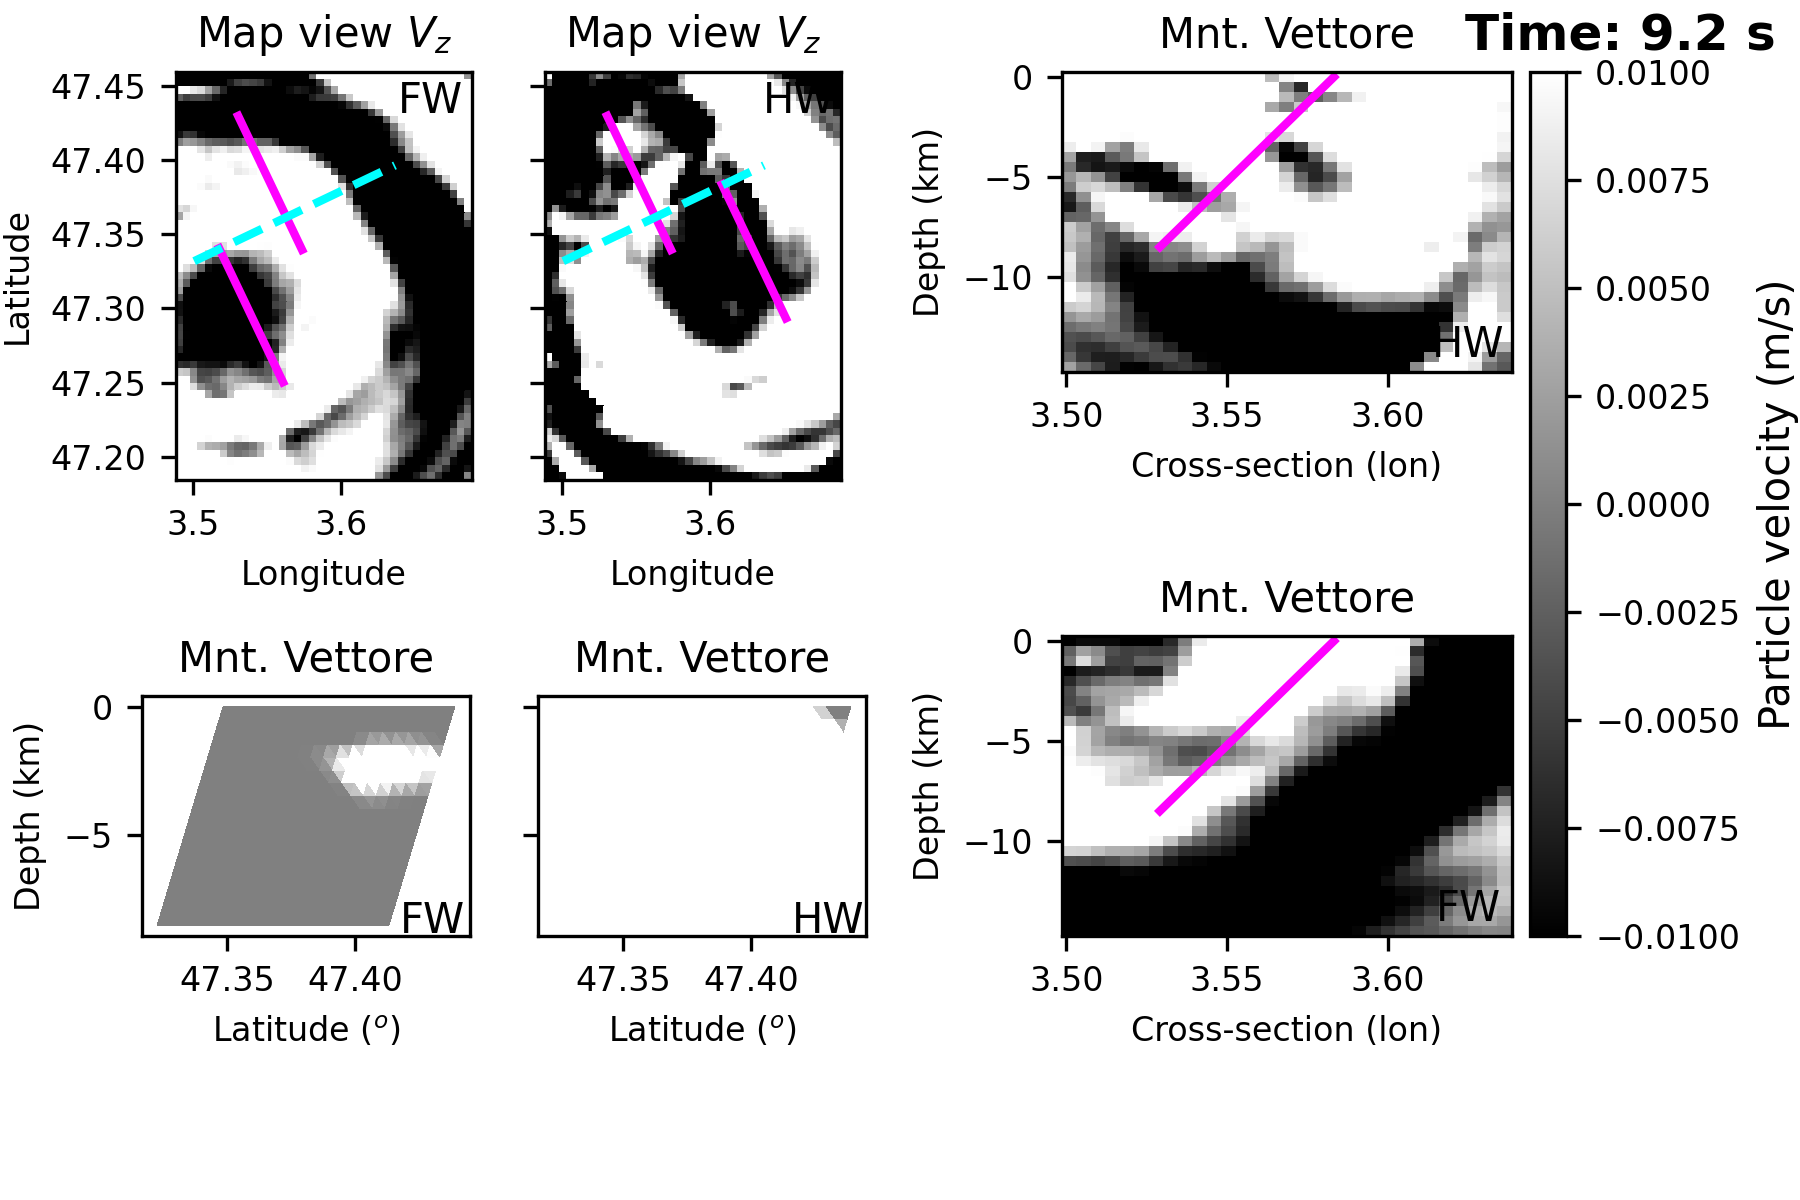 Map view Vz
Map view Vz
Mnt. Vettore
Time: 9.2 s
FW
HW
HW
47.45
47.40
47.35
47.30
47.25
47.20
Latitude
3.5
3.6
Longitude
3.5
3.6
Longitude
0
−5
−10
Depth (km)
3.50
3.55
3.60
Cross-section (lon)
0.0100
0.0075
0.0050
0.0025
0.0000
−0.0025
−0.0050
−0.0075
−0.0100
Particle velocity (m/s)
Mnt. Vettore
Mnt. Vettore
Mnt. Vettore
0
−5
Depth (km)
FW
HW
47.35
47.40
Latitude (o)
47.35
47.40
Latitude (o)
0
−5
−10
Depth (km)
FW
3.50
3.55
3.60
Cross-section (lon)